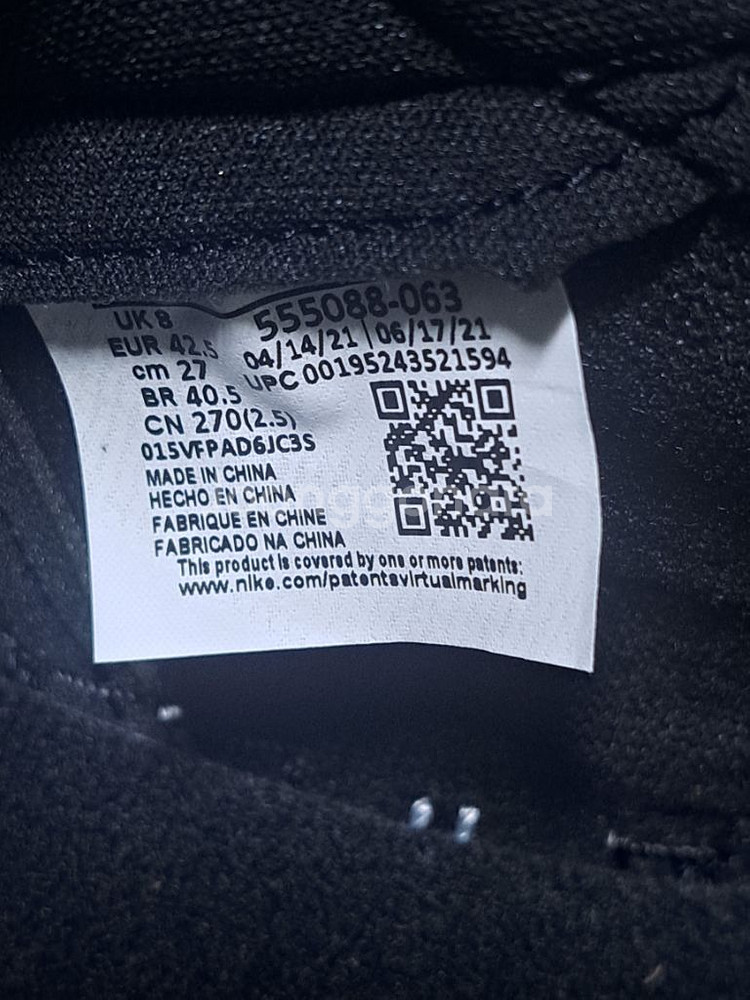 UK 8
EUR 42.5
cm 27
BR 40.5
CN 270(2.5)
015VFPAD6JC3S
555088-063
04/14/21 | 06/17/21
UPC 00195243521594
MADE IN CHINA
HECHO EN CHINA
FABRIQUE EN CHINE
FABRICADO NA CHINA
This product is covered by one or more patents:
www.nike.com/patentsvirtualmarking